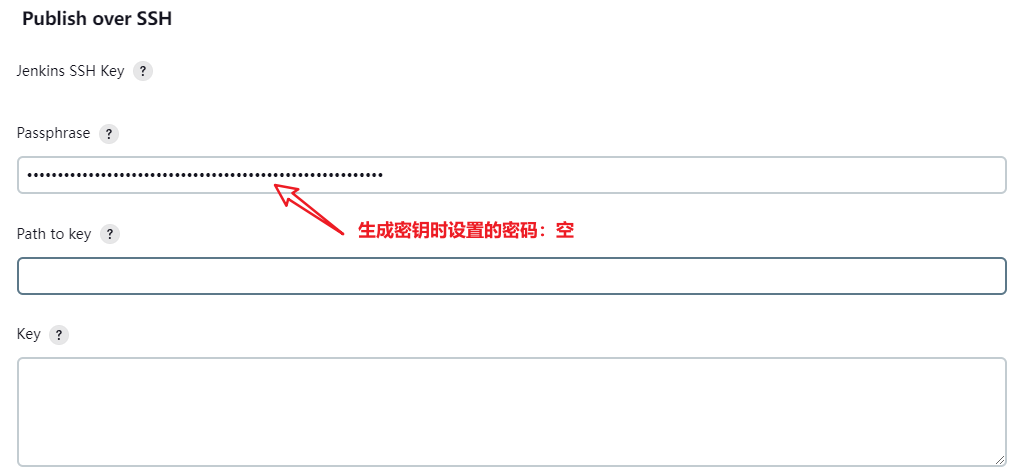 Publish over SSH
Jenkins SSH Key ?
Passphrase ?
••••••••••••••••••••••••••••••••••••••••••••••••••••••••••
生成密钥时设置的密码：空
Path to key ?
Key ?